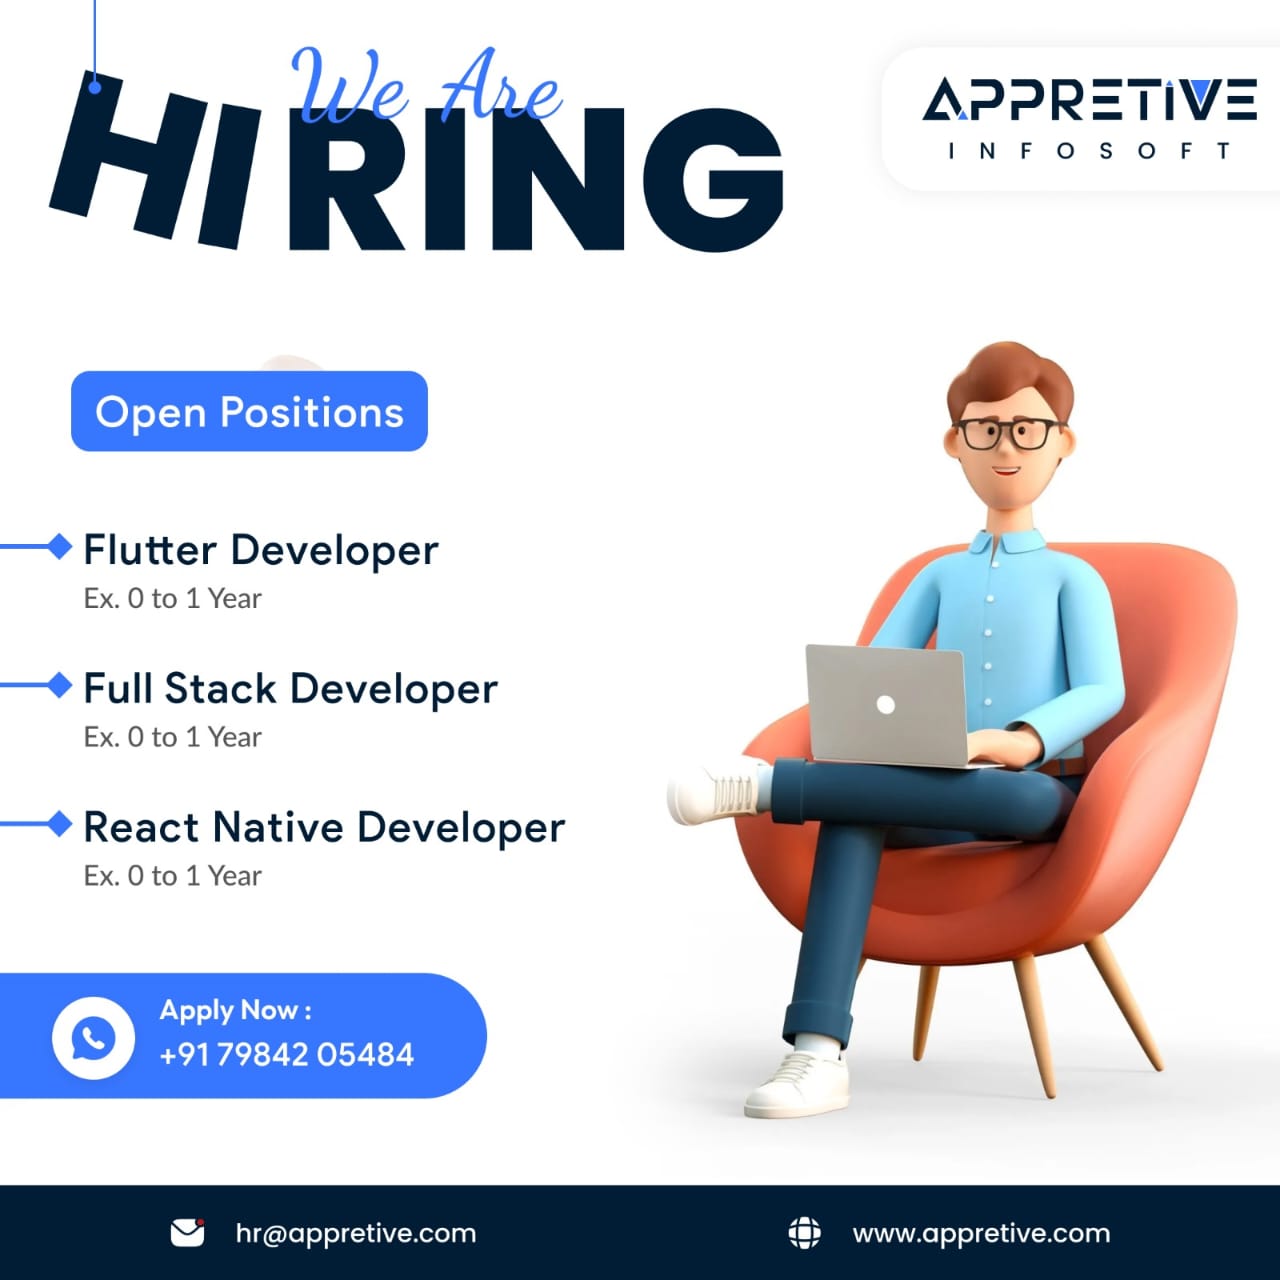 We Are
HIRING
APPRETIVE
INFOSOFT
Open Positions
Flutter Developer
Ex. 0 to 1 Year
Full Stack Developer
Ex. 0 to 1 Year
React Native Developer
Ex. 0 to 1 Year
Apply Now :
+91 79842 05484
hr@appretive.com
www.appretive.com